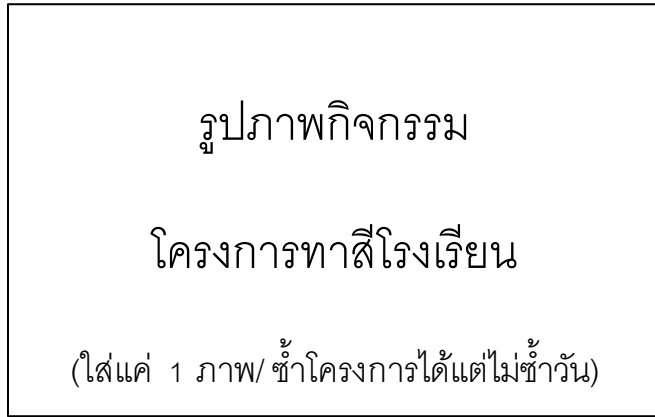 รูปภาพกิจกรรม
โครงการทาสีโรงเรียน
(ใส่แค่ 1 ภาพ/ ซ้ำโครงการได้แต่ไม่ซ้ำวัน)